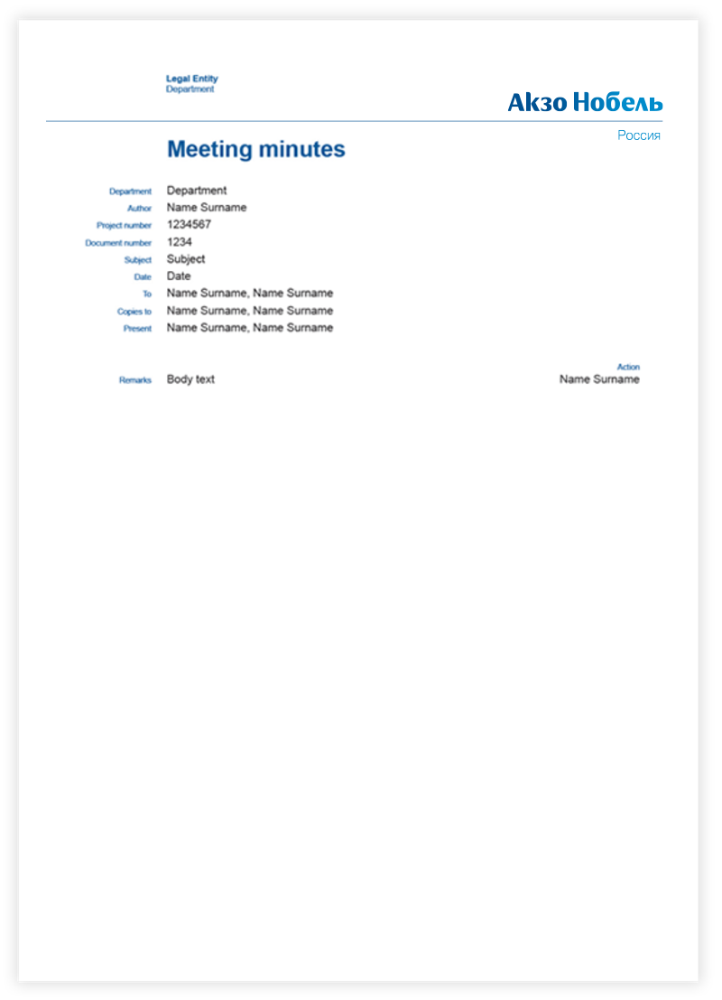 Legal Entity
Department
Акзо Нобель
Россия
Meeting minutes
Department Department
Author Name Surname
Project number 1234567
Document number 1234
Subject Subject
Date Date
To Name Surname, Name Surname
Copies to Name Surname, Name Surname
Present Name Surname, Name Surname
Action
Remarks Body text Name Surname